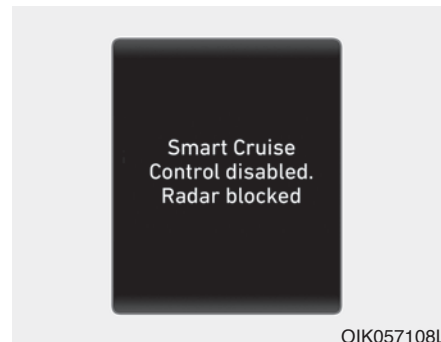 Smart Cruise
Control disabled.
Radar blocked
OIK057108L